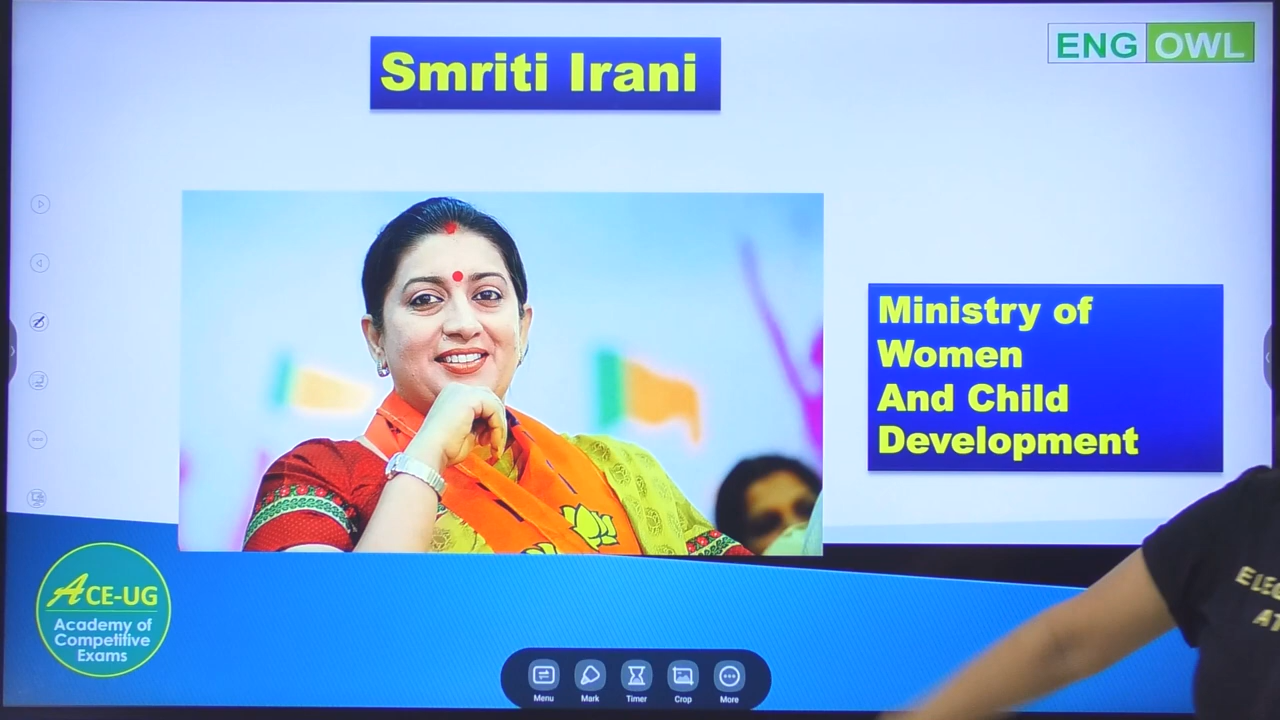 Smriti Irani
ENG OWL
Ministry of
Women
And Child
Development
ACE-UG
Academy of
Competitive
Exams
Menu
Mark
Timer
Crop
More